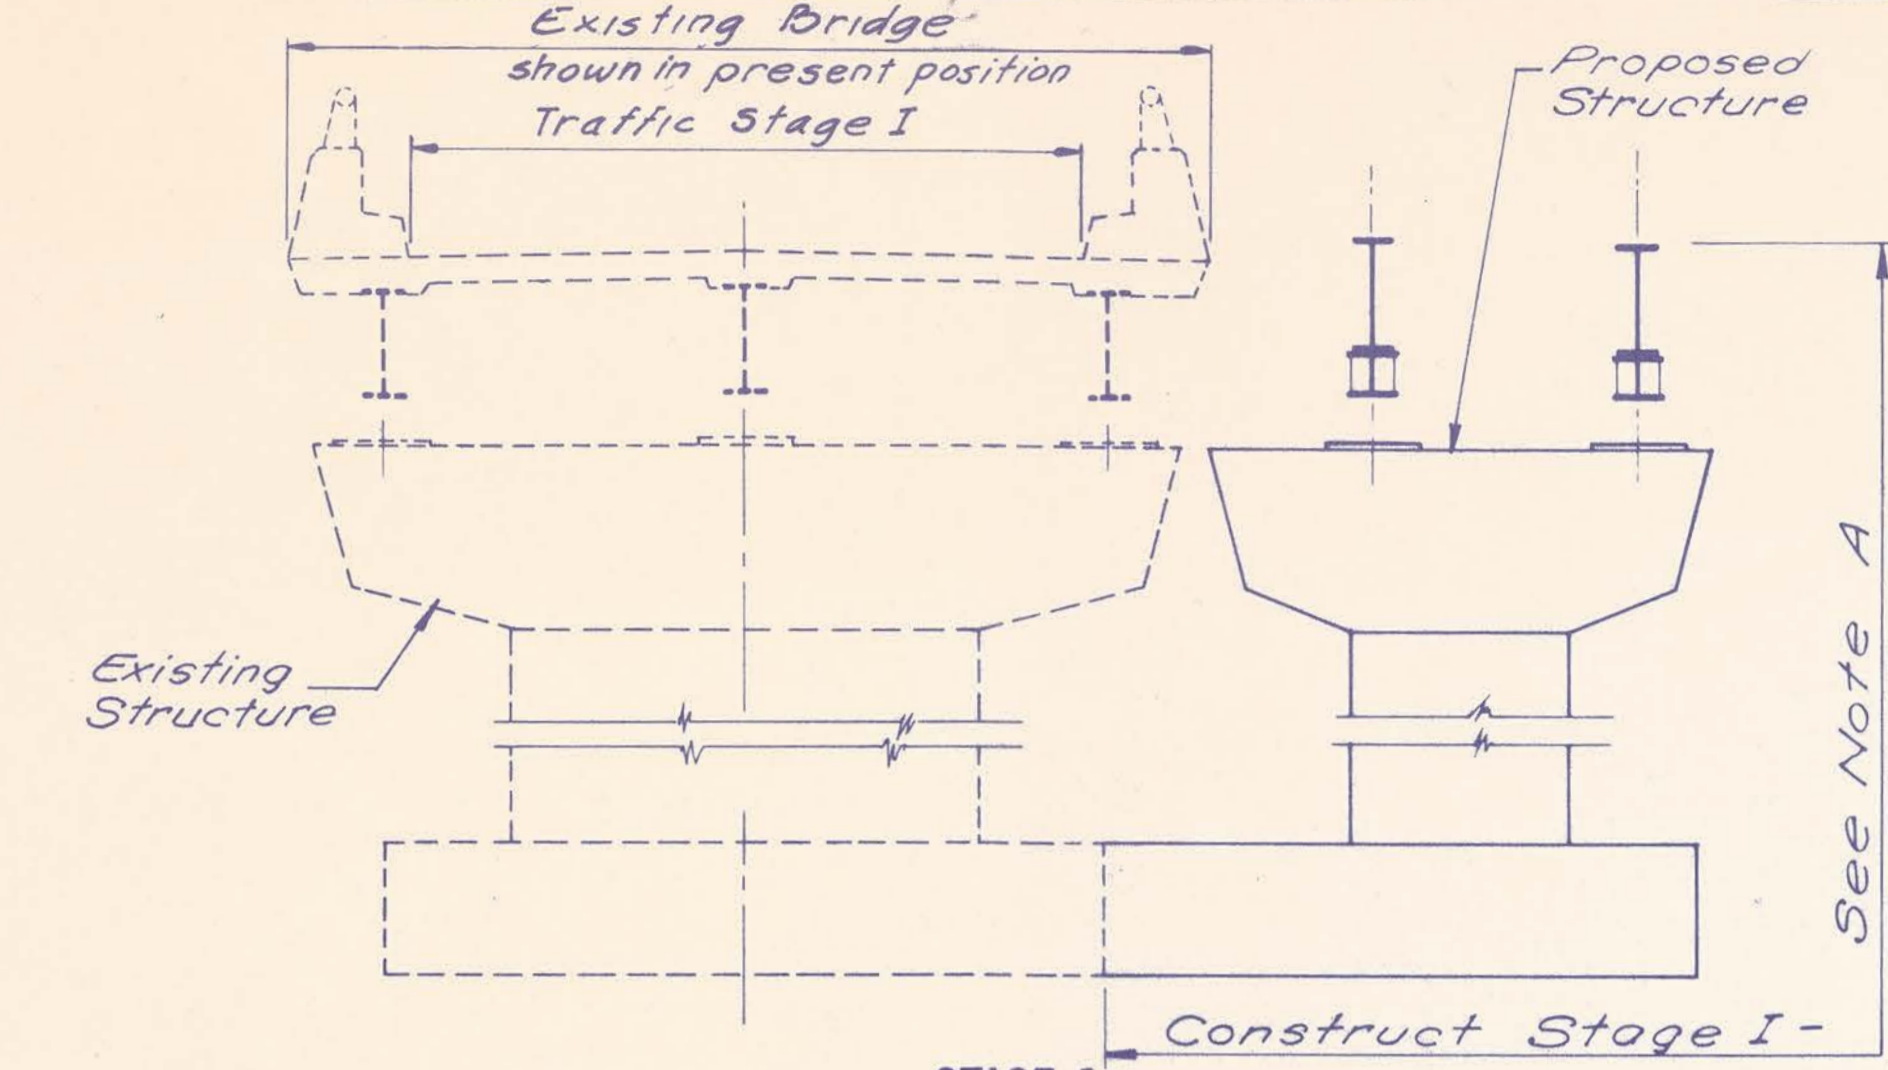 Existing Bridge
shown in present position
Traffic Stage I
Proposed
Structure
Existing
Structure
See Note A
Construct Stage I -